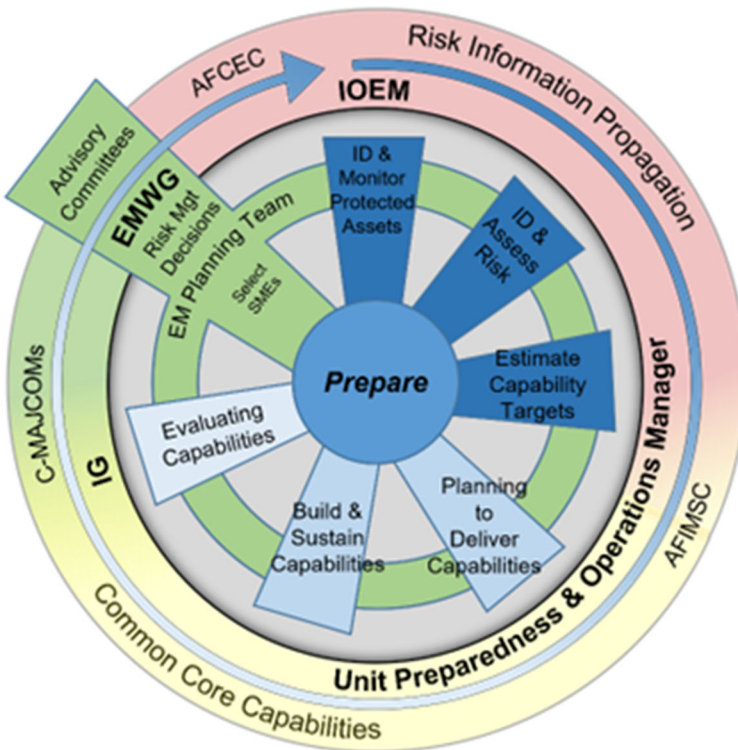 Risk Information Propagation
AFCEC
IOEM
Advisory
Committees
EMWG
Risk Mgt
Decisions
EM Planning Team
Select
SMEs
ID &
Monitor
Protected
Assets
ID &
Assess
Risk
Estimate
Capability
Targets
Prepare
Planning
to
Deliver
Capabilities
Build &
Sustain
Capabilities
Evaluating
Capabilities
C-MAJCOMs
IG
Unit Preparedness & Operations Manager
AFIMSC
Common Core Capabilities